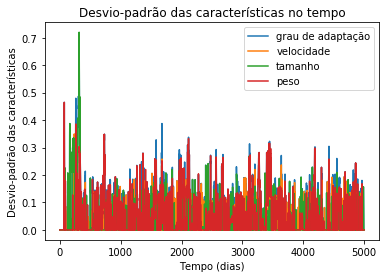 Desvio-padrão das características no tempo
grau de adaptação
velocidade
tamanho
peso
Desvio-padrão das características
0.7
0.6
0.5
0.4
0.3
0.2
0.1
0.0
0 1000 2000 3000 4000 5000
Tempo (dias)